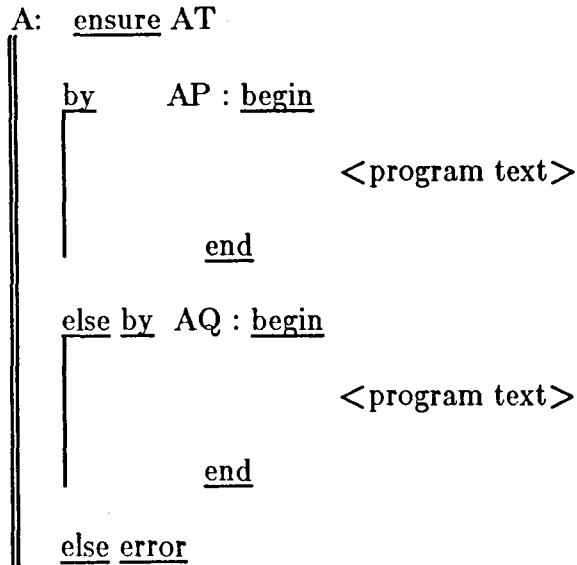 A: ensure AT
by AP : begin
<program text>
end
else by AQ : begin
<program text>
end
else error